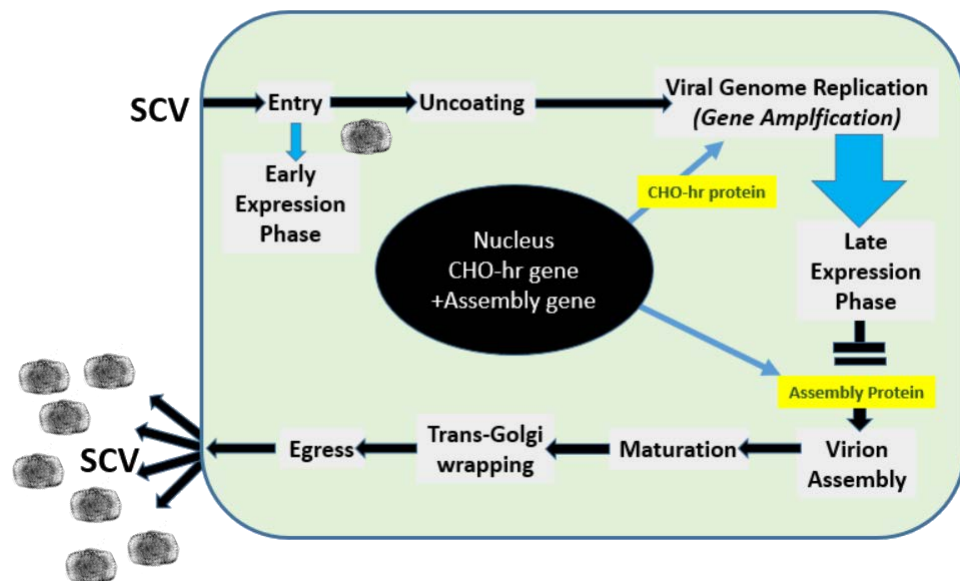 SCV
Entry
Uncoating
Viral Genome Replication
(Gene Amplfication)
Early
Expression
Phase
CHO-hr protein
Nucleus
CHO-hr gene
+Assembly gene
Late
Expression
Phase
Assembly Protein
SCV
Egress
Trans-Golgi
wrapping
Maturation
Virion
Assembly